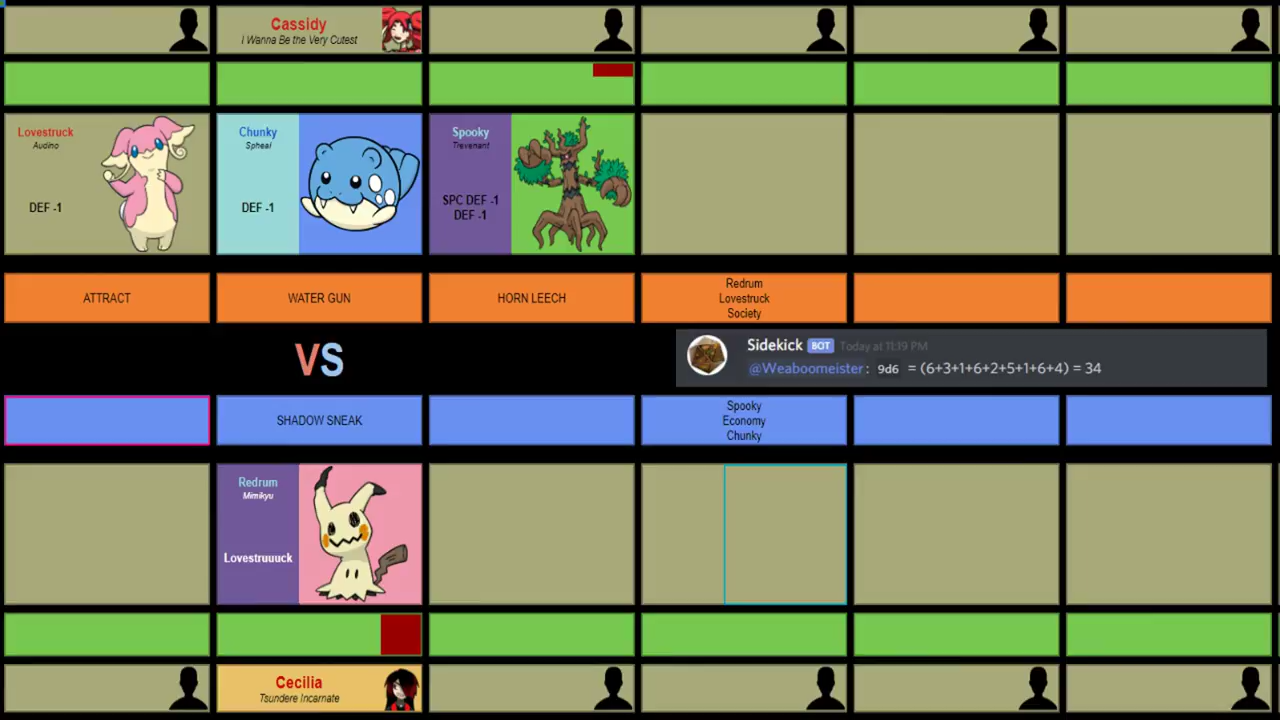 Cassidy
I Wanna Be the Very Cutest
Lovestruck
Audino
DEF -1
Chunky
Spheal
DEF -1
Spooky
Trevenant
SPC DEF -1
DEF -1
ATTRACT
WATER GUN
HORN LEECH
Redrum
Lovestruck
Society
VS
Sidekick BOT Today at 11:19 PM
@Weaboomeister: 9d6 = (6+3+1+6+2+5+1+6+4) = 34
SHADOW SNEAK
Spooky
Economy
Chunky
Redrum
Mimikyu
Lovestruuuck
Cecilia
Tsundere Incarnate